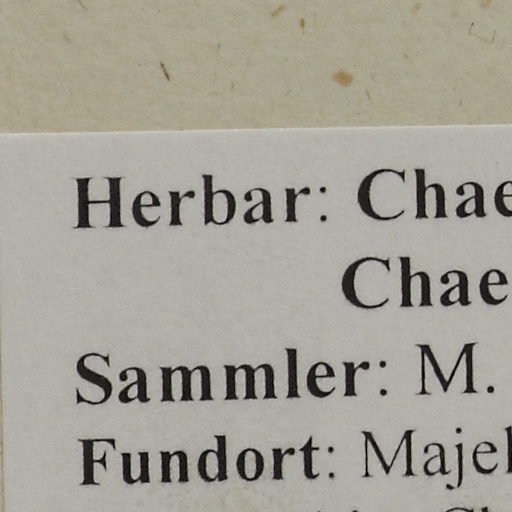 Herbar: Chae
Chae
Sammler: M.
Fundort: Majel